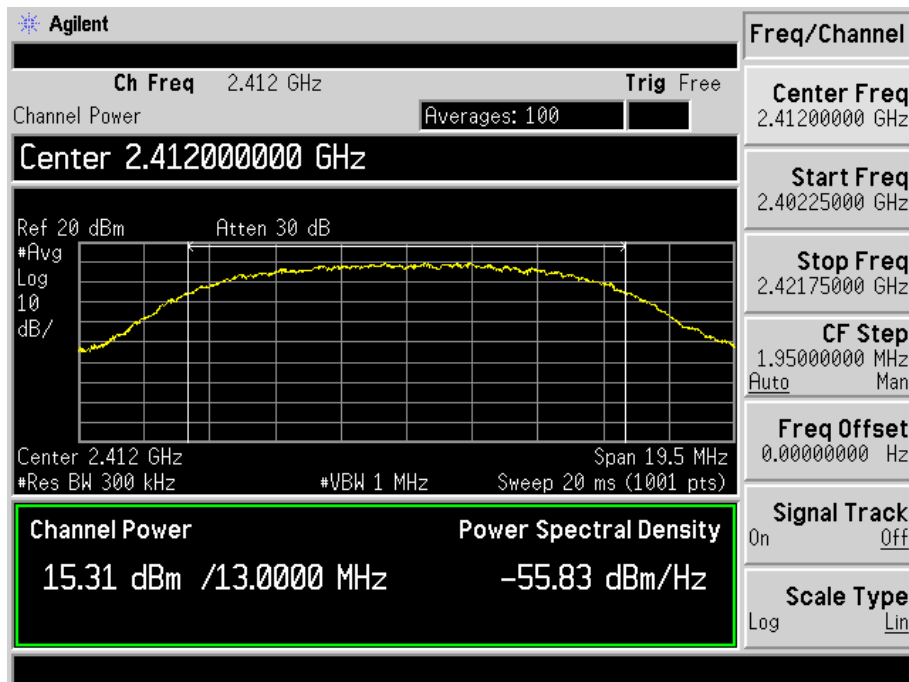 Agilent
Ch Freq 2.412 GHz Trig Free
Channel Power Averages: 100
Center 2.412000000 GHz
Ref 20 dBm Atten 30 dB
#Avg
Log
10
dB/
Center 2.412 GHz Span 19.5 MHz
#Res BW 300 kHz #VBW 1 MHz Sweep 20 ms (1001 pts)
Channel Power Power Spectral Density
15.31 dBm /13.0000 MHz -55.83 dBm/Hz
Freq/Channel
Center Freq
2.41200000 GHz
Start Freq
2.40225000 GHz
Stop Freq
2.42175000 GHz
CF Step
1.95000000 MHz
Auto Man
Freq Offset
0.00000000 Hz
Signal Track
On Off
Scale Type
Log Lin